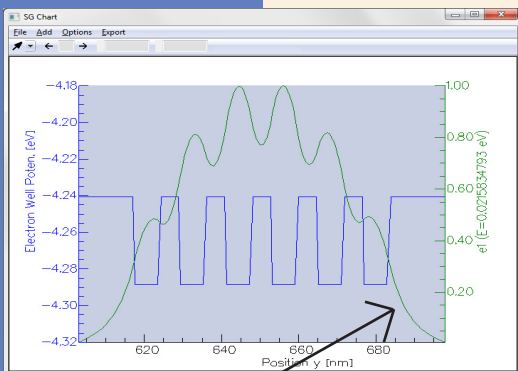 SG Chart
File Add Options Export
Electron Well Poten. [eV]
-4.18
-4.20
-4.22
-4.24
-4.26
-4.28
-4.30
-4.32
620 640 660 680
Position y [nm]
1.00
0.80
0.60
0.40
0.20
e1 (E=0.0215834793 eV)